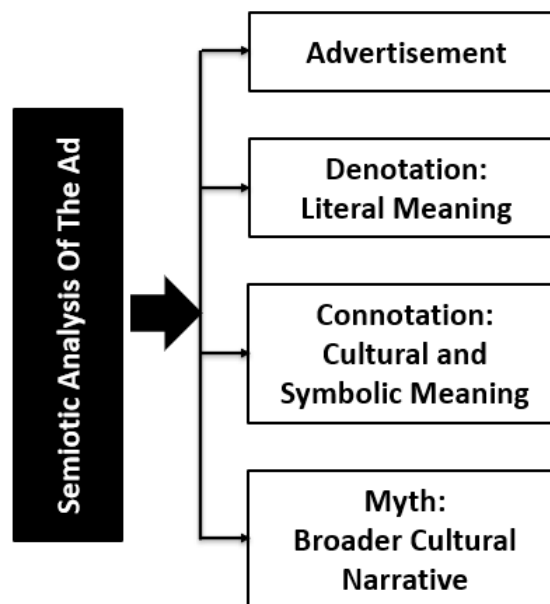 Semiotic Analysis Of The Ad
Advertisement
Denotation:
Literal Meaning
Connotation:
Cultural and
Symbolic Meaning
Myth:
Broader Cultural
Narrative